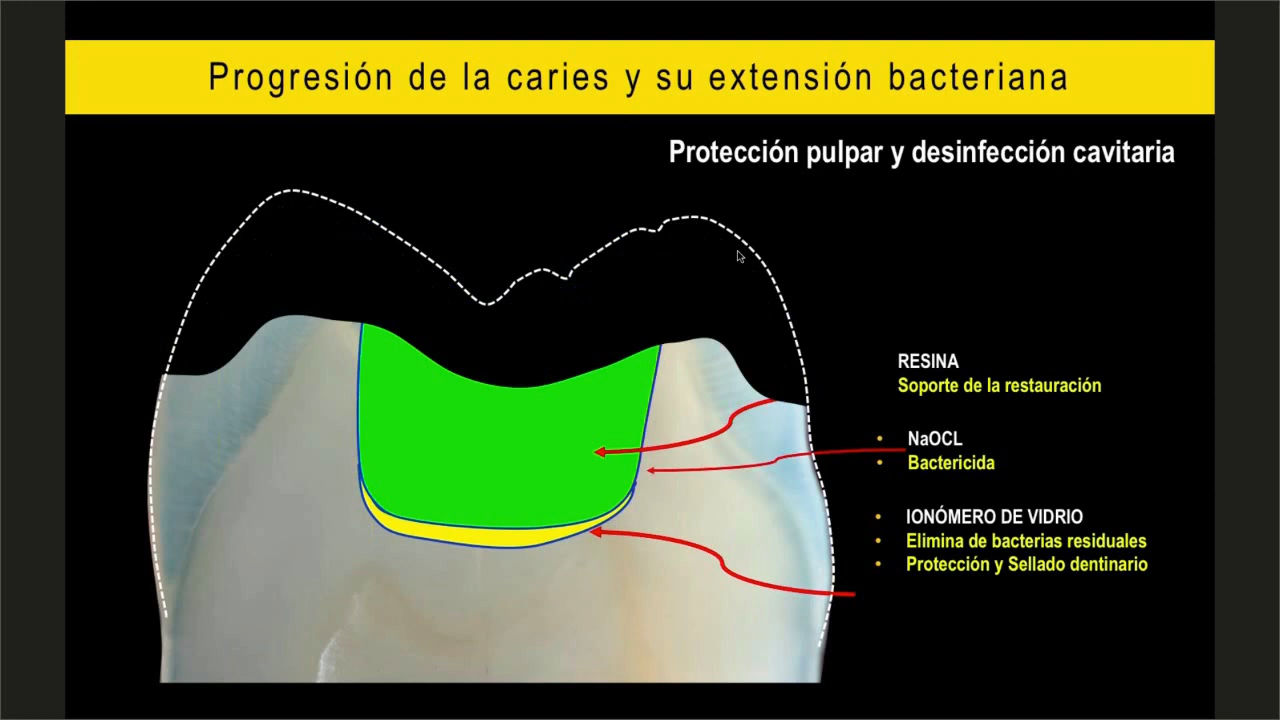 Progresión de la caries y su extensión bacteriana
Protección pulpar y desinfección cavitaria
RESINA
Soporte de la restauración
• NaOCL
• Bactericida
• IONÓMERO DE VIDRIO
• Elimina de bacterias residuales
• Protección y Sellado dentinario